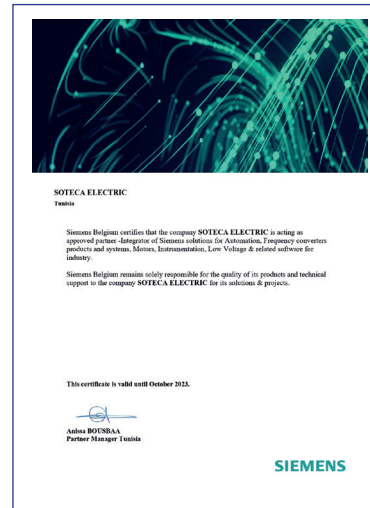 SOTECA ELECTRIC
Tunisia
Siemens Belgium certifies that the company SOTECA ELECTRIC is acting as
approved partner -Integrator of Siemens solutions for Automation, Frequency converters
products and systems, Motors, Instrumentation, Low Voltage & related software for
industry.
Siemens Belgium remains solely responsible for the quality of its products and technical
support to the company SOTECA ELECTRIC for its solutions & projects.
This certificate is valid until October 2023.
Anissa BOUSBAA
Partner Manager Tunisia
SIEMENS